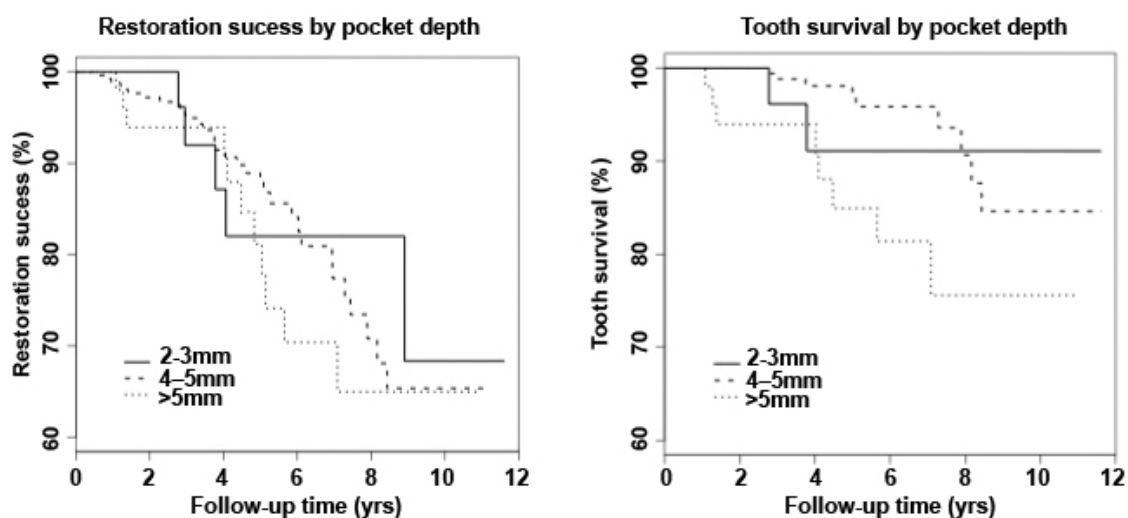 Restoration sucess by pocket depth
Restoration sucess (%)
100
90
80
70
60
2-3mm
4–5mm
>5mm
0 2 4 6 8 10 12
Follow-up time (yrs)
Tooth survival by pocket depth
Tooth survival (%)
100
90
80
70
60
2-3mm
4–5mm
>5mm
0 2 4 6 8 10 12
Follow-up time (yrs)